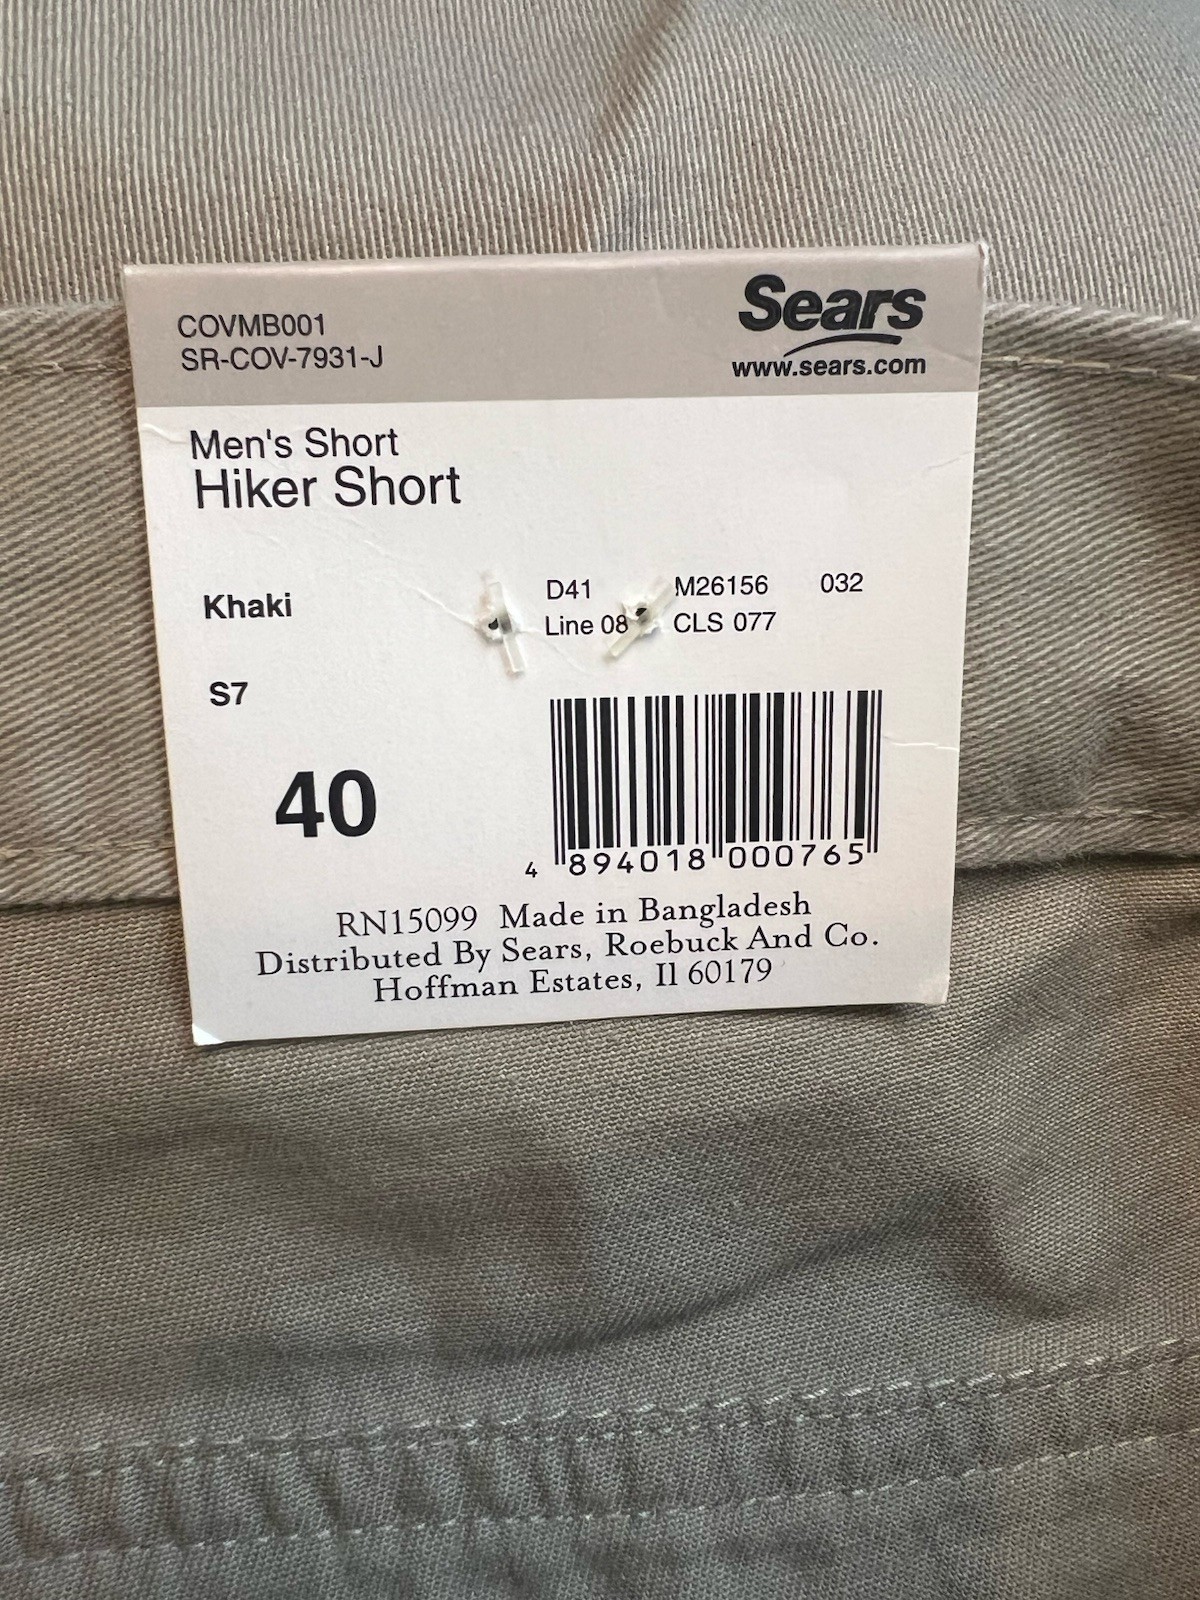 COVMB001
SR-COV-7931-J
Sears
www.sears.com
Men's Short
Hiker Short
Khaki
D41 M26156 032
Line 08 CLS 077
S7
40
4 894018 000765
RN15099 Made in Bangladesh
Distributed By Sears, Roebuck And Co.
Hoffman Estates, Il 60179